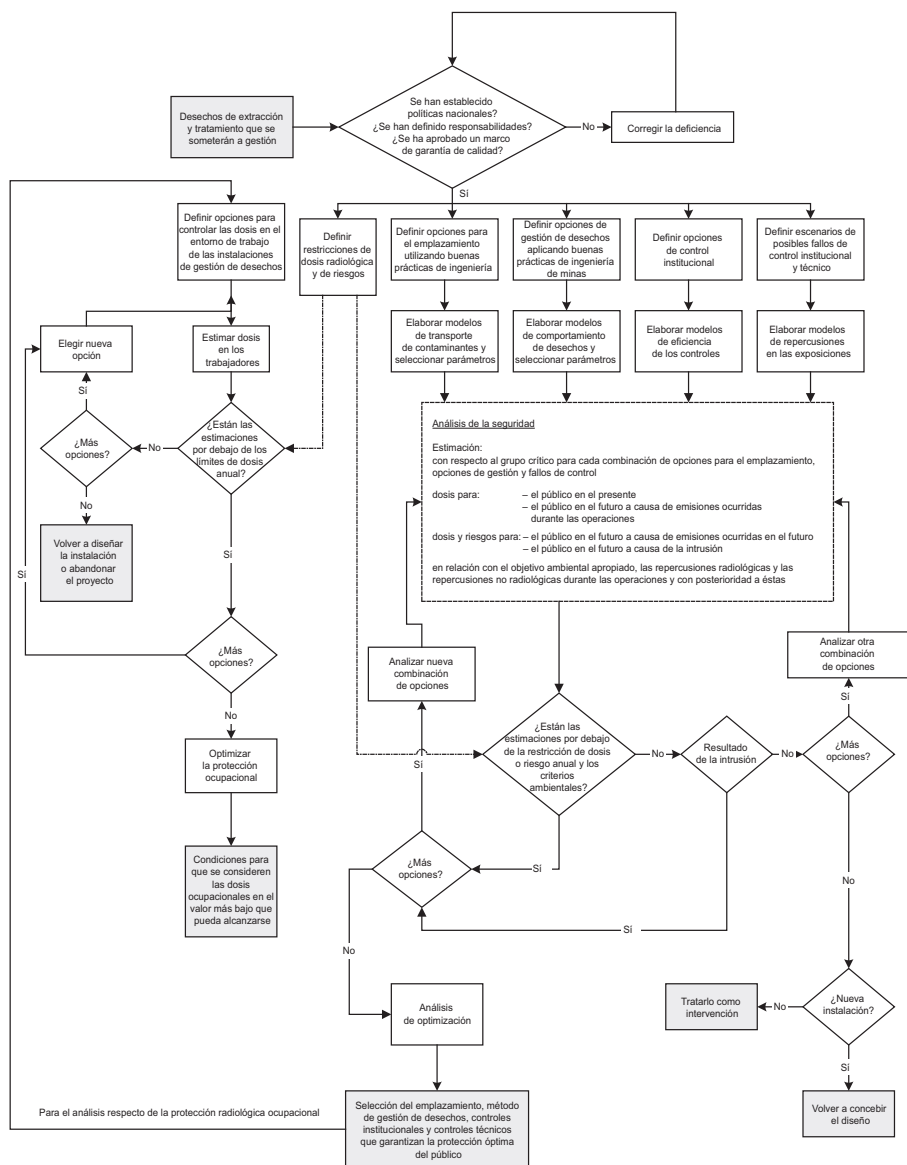 Desechos de extracción
y tratamiento que se
someterán a gestión
Se han establecido
políticas nacionales?
¿Se han definido responsabilidades?
¿Se ha aprobado un marco
de garantía de calidad?
No
Corregir la deficiencia
Sí
Definir opciones para
controlar las dosis en el
entorno de trabajo
de las instalaciones
de gestión de desechos
Definir
restricciones de
dosis radiológica
y de riesgos
Definir opciones para
el emplazamiento
utilizando buenas
prácticas de ingeniería
Definir opciones de
gestión de desechos
aplicando buenas
prácticas de ingeniería
de minas
Definir opciones
de control
institucional
Definir escenarios de
posibles fallos de
control institucional
y técnico
Elegir nueva
opción
Estimar dosis
en los
trabajadores
Elaborar modelos
de transporte
de contaminantes y
seleccionar parámetros
Elaborar modelos
de comportamiento
de desechos y
seleccionar parámetros
Elaborar modelos
de eficiencia
de los controles
Elaborar modelos
de repercusiones
en las exposiciones
Sí
¿Más
opciones?
No
¿Están las
estimaciones
por debajo de los
límites de dosis
anual?
No
Volver a diseñar
la instalación
o abandonar
el proyecto
Sí
Sí
Análisis de la seguridad
Estimación:
con respecto al grupo crítico para cada combinación de opciones para el emplazamiento,
opciones de gestión y fallos de control
dosis para: – el público en el presente
– el público en el futuro a causa de emisiones ocurridas
durante las operaciones
dosis y riesgos para: – el público en el futuro a causa de emisiones ocurridas en el futuro
– el público en el futuro a causa de la intrusión
en relación con el objetivo ambiental apropiado, las repercusiones radiológicas y las
repercusiones no radiológicas durante las operaciones y con posterioridad a éstas
¿Más
opciones?
No
Optimizar
la protección
ocupacional
Condiciones para
que se consideren
las dosis
ocupacionales en el
valor más bajo que
pueda alcanzarse
Analizar nueva
combinación
de opciones
Analizar otra
combinación
de opciones
Sí
Sí
¿Están las
estimaciones por debajo
de la restricción de dosis
o riesgo anual y los
criterios
ambientales?
No
Resultado
de la intrusión
No
¿Más
opciones?
Sí
¿Más
opciones?
Sí
No
No
Análisis
de optimización
Tratarlo como
intervención
No
¿Nueva
instalación?
Sí
Volver a concebir
el diseño
Para el análisis respecto de la protección radiológica ocupacional
Selección del emplazamiento, método
de gestión de desechos, controles
institucionales y controles técnicos
que garantizan la protección óptima
del público